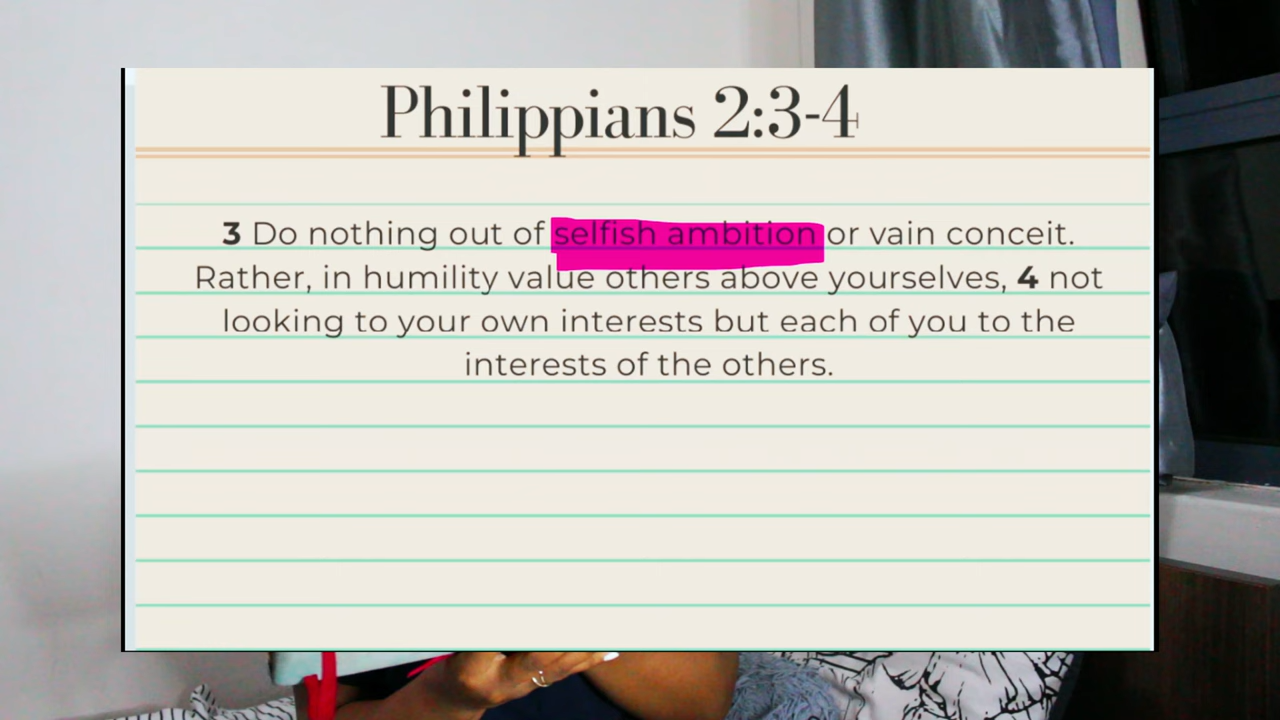 Philippians 2:3-4
3 Do nothing out of selfish ambition or vain conceit.
Rather, in humility value others above yourselves, 4 not
looking to your own interests but each of you to the
interests of the others.